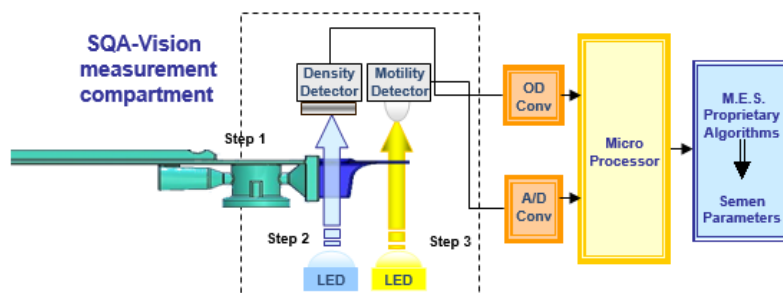 SQA-Vision
measurement
compartment
Density
Detector
Motility
Detector
Step 1
Step 2
Step 3
LED
LED
OD
Conv
A/D
Conv
Micro
Processor
M.E.S.
Proprietary
Algorithms
Semen
Parameters